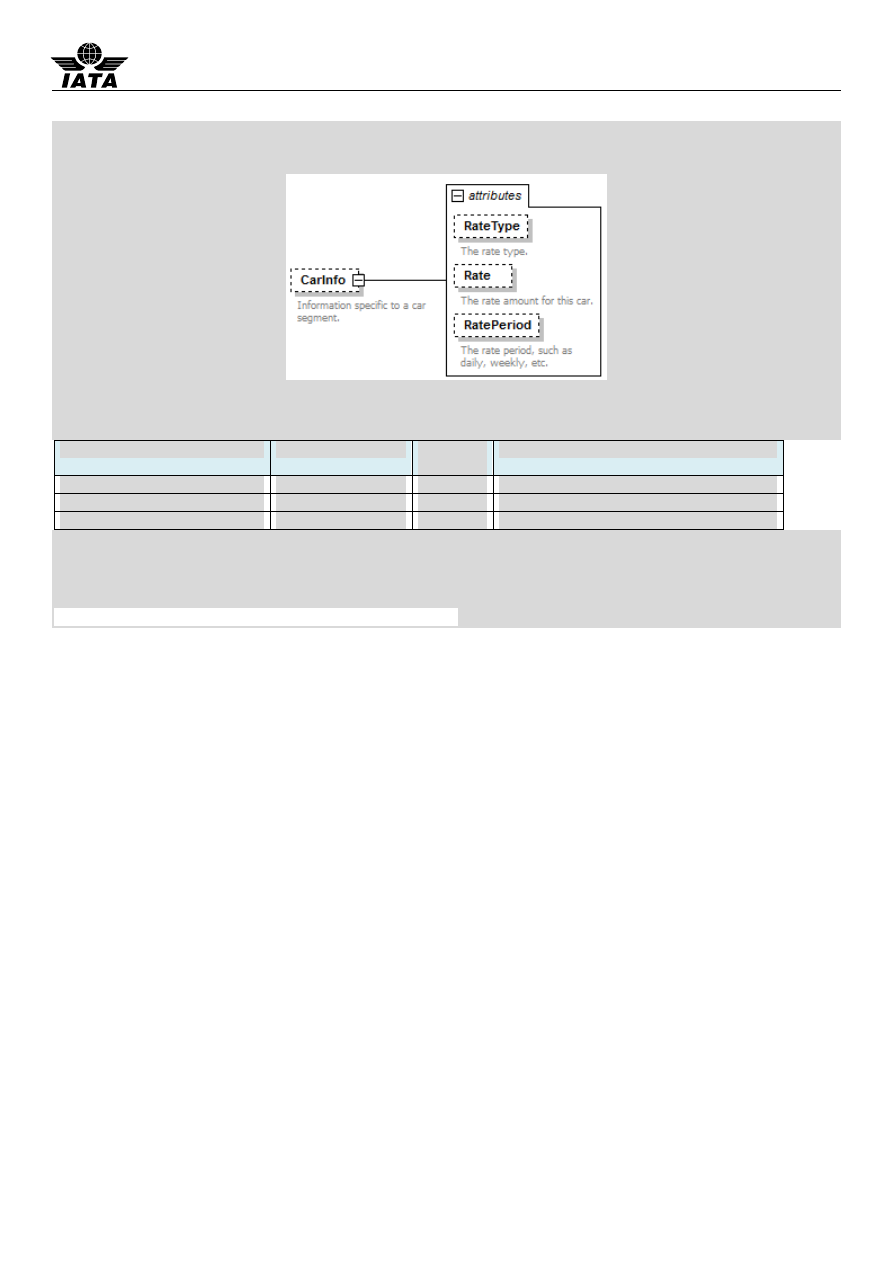 IATA
attributes
RateType
The rate type.
CarInfo
Information specific to a car
segment.
Rate
The rate amount for this car.
RatePeriod
The rate period, such as
daily, weekly, etc.